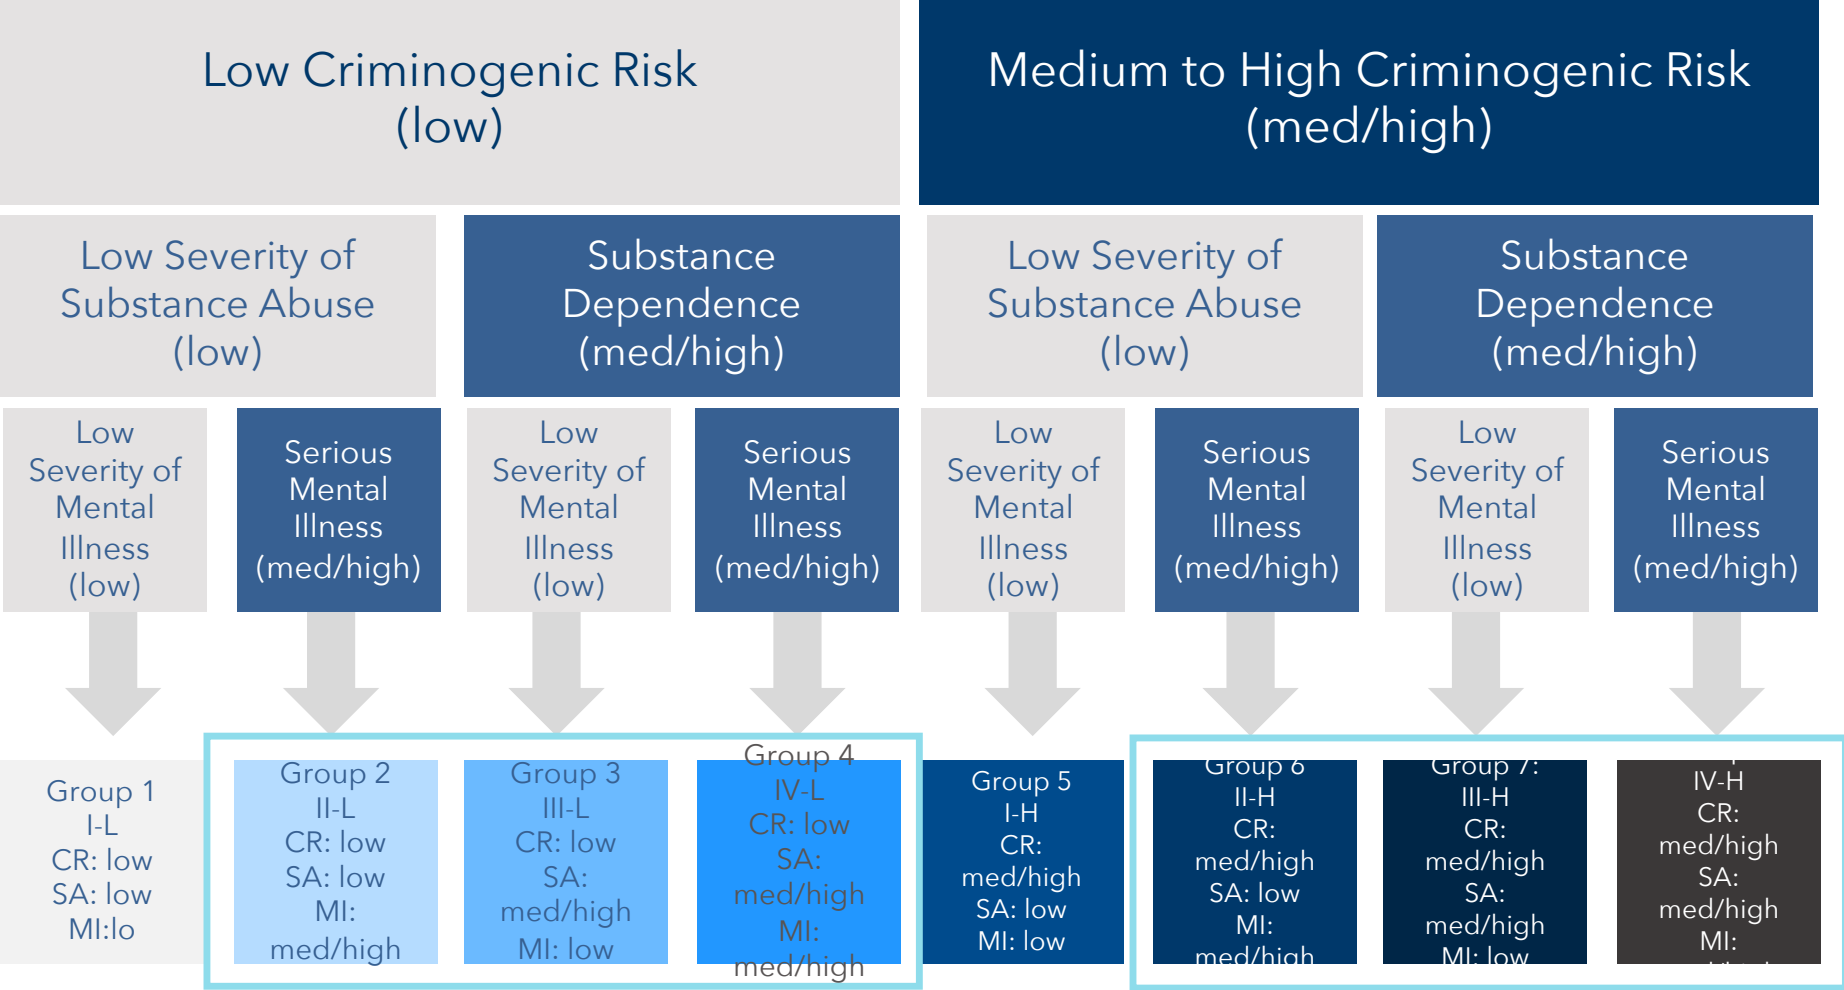 Low Criminogenic Risk
(low)
Medium to High Criminogenic Risk
(med/high)
Low Severity of
Substance Abuse
(low)
Substance
Dependence
(med/high)
Low Severity of
Substance Abuse
(low)
Substance
Dependence
(med/high)
Low
Severity of
Mental
Illness
(low)
Serious
Mental
Illness
(med/high)
Low
Severity of
Mental
Illness
(low)
Serious
Mental
Illness
(med/high)
Low
Severity of
Mental
Illness
(low)
Serious
Mental
Illness
(med/high)
Low
Severity of
Mental
Illness
(low)
Serious
Mental
Illness
(med/high)
Group 1
I-L
CR: low
SA: low
MI:lo
Group 2
II-L
CR: low
SA: low
MI:
med/high
Group 3
III-L
CR: low
SA:
med/high
MI: low
Group 4
IV-L
CR: low
SA:
med/high
MI:
med/high
Group 5
I-H
CR:
med/high
SA: low
MI: low
Group 6
II-H
CR:
med/high
SA: low
MI:
med/high
Group 7:
III-H
CR:
med/high
SA:
med/high
MI: low
IV-H
CR:
med/high
SA:
med/high
MI: